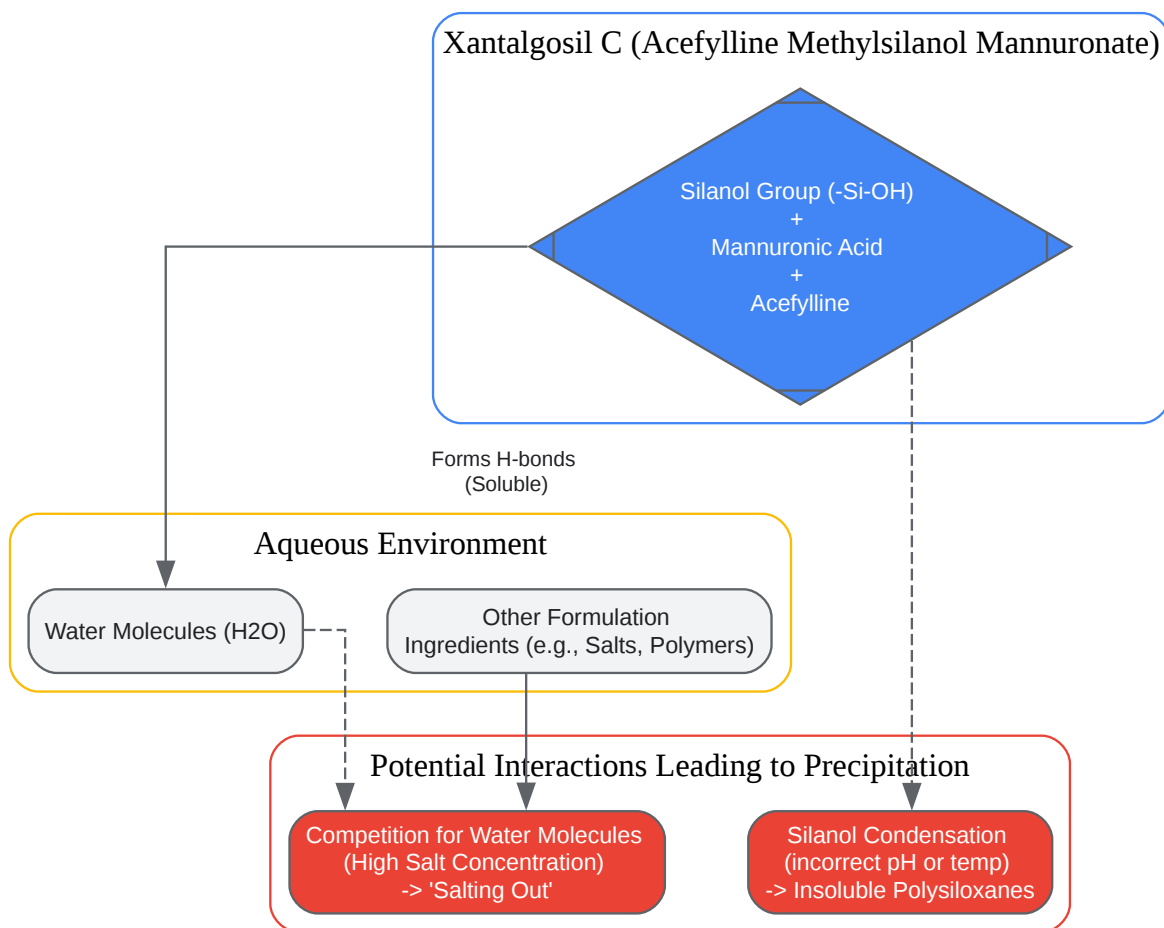 Xantalgosil C (Acefylline Methylsilanol Mannuronate)
Silanol Group (-Si-OH)
+
Mannuronic Acid
+
Acefylline
Forms H-bonds
(Soluble)
Aqueous Environment
Water Molecules (H2O)
Other Formulation
Ingredients (e.g., Salts, Polymers)
Potential Interactions Leading to Precipitation
Competition for Water Molecules
(High Salt Concentration)
-> 'Salting Out'
Silanol Condensation
(incorrect pH or temp)
-> Insoluble Polysiloxanes